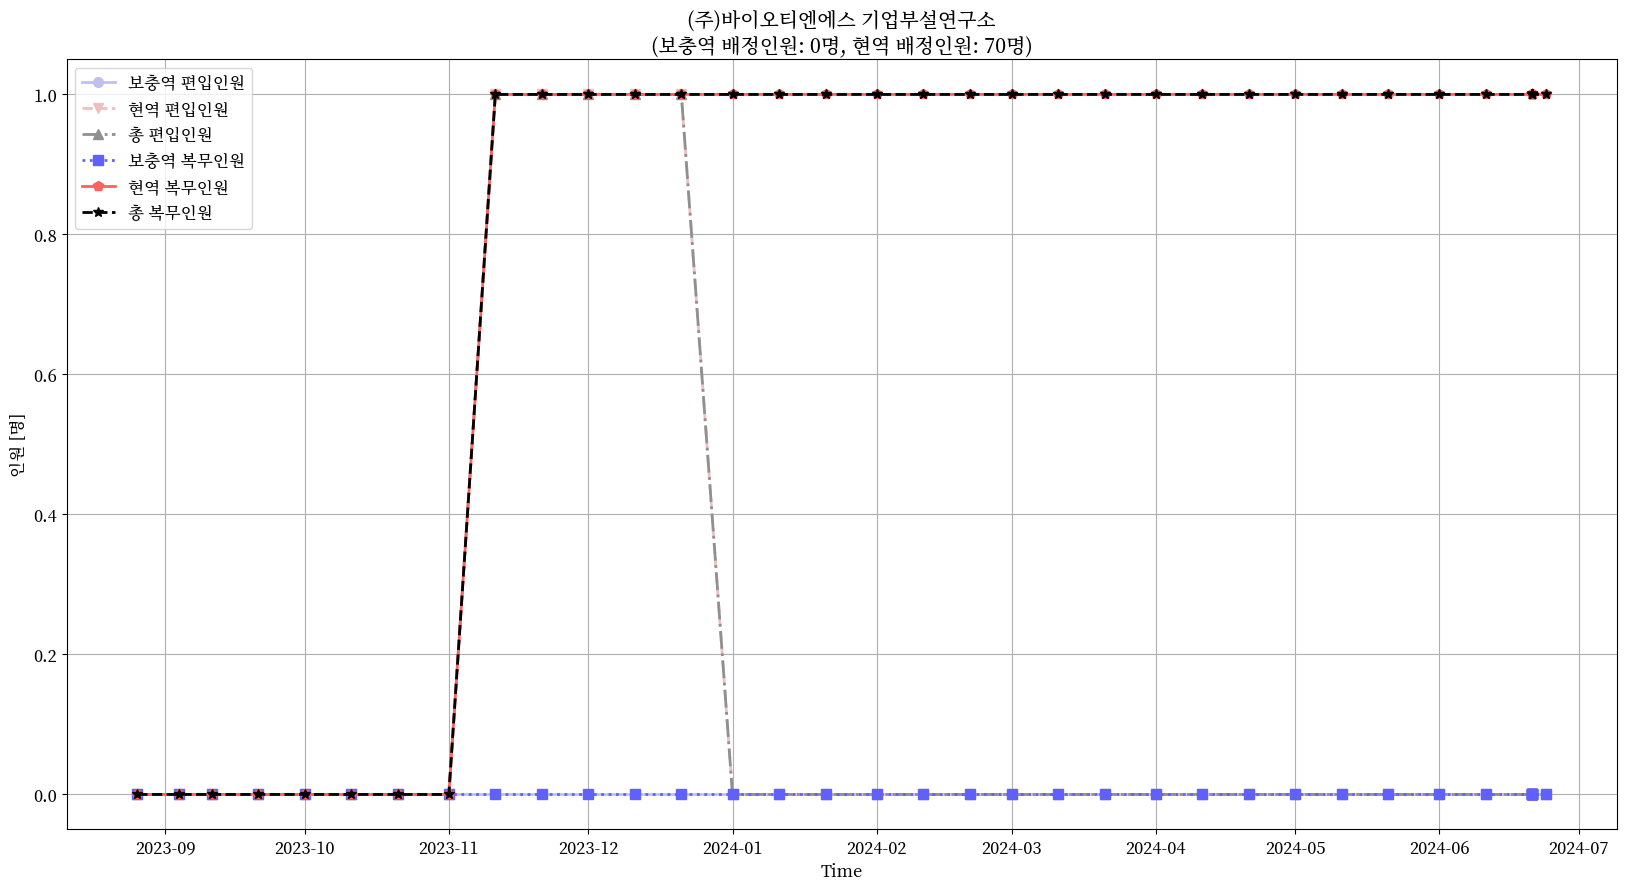 (주)바이오티엔에스 기업부설연구소
(보충역 배정인원: 0명, 현역 배정인원: 70명)
보충역 편입인원
현역 편입인원
총 편입인원
보충역 복무인원
현역 복무인원
총 복무인원
1.0
0.8
0.6
0.4
0.2
0.0
인원 [명]
2023-09 2023-10 2023-11 2023-12 2024-01 2024-02 2024-03 2024-04 2024-05 2024-06 2024-07
Time